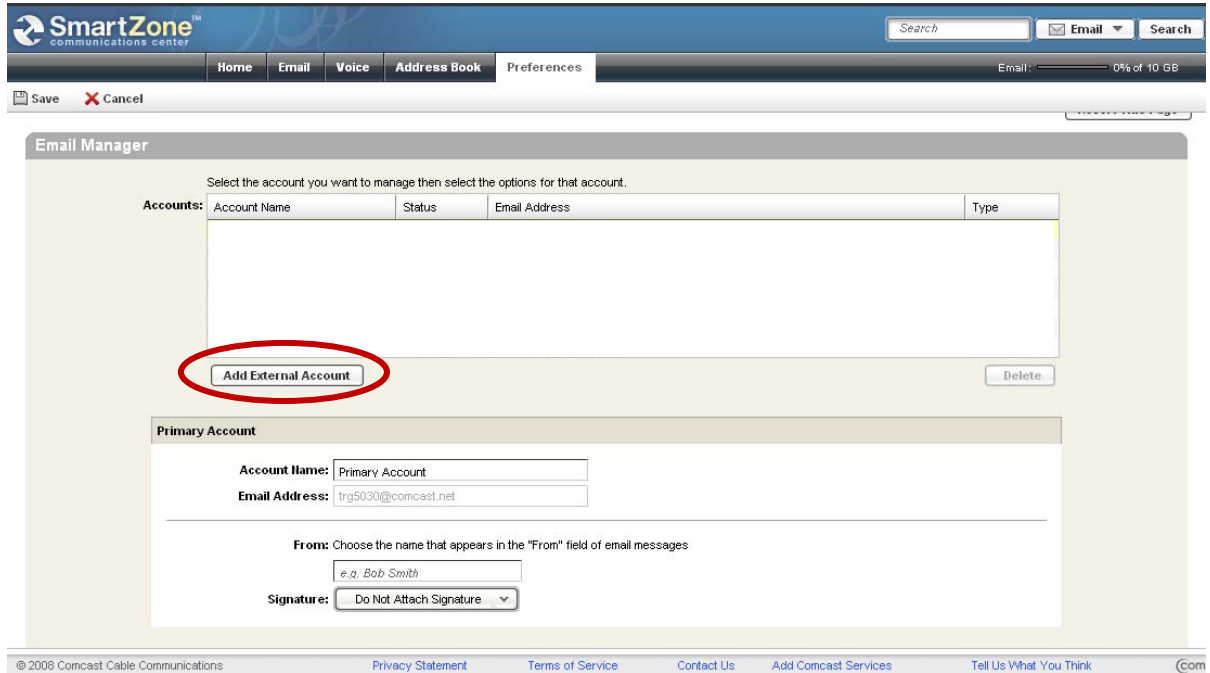 SmartZone™
communications center
Search
Email
Search
Home Email Voice Address Book Preferences
Email: 0% of 10 GB
Save Cancel
Email Manager
Select the account you want to manage then select the options for that account.
Accounts: Account Name Status Email Address Type
Add External Account Delete
Primary Account
Account Name: Primary Account
Email Address: trg5030@comcast.net
From: Choose the name that appears in the "From" field of email messages
e.g. Bob Smith
Signature: Do Not Attach Signature
© 2008 Comcast Cable Communications Privacy Statement Terms of Service Contact Us Add Comcast Services Tell Us What You Think (com